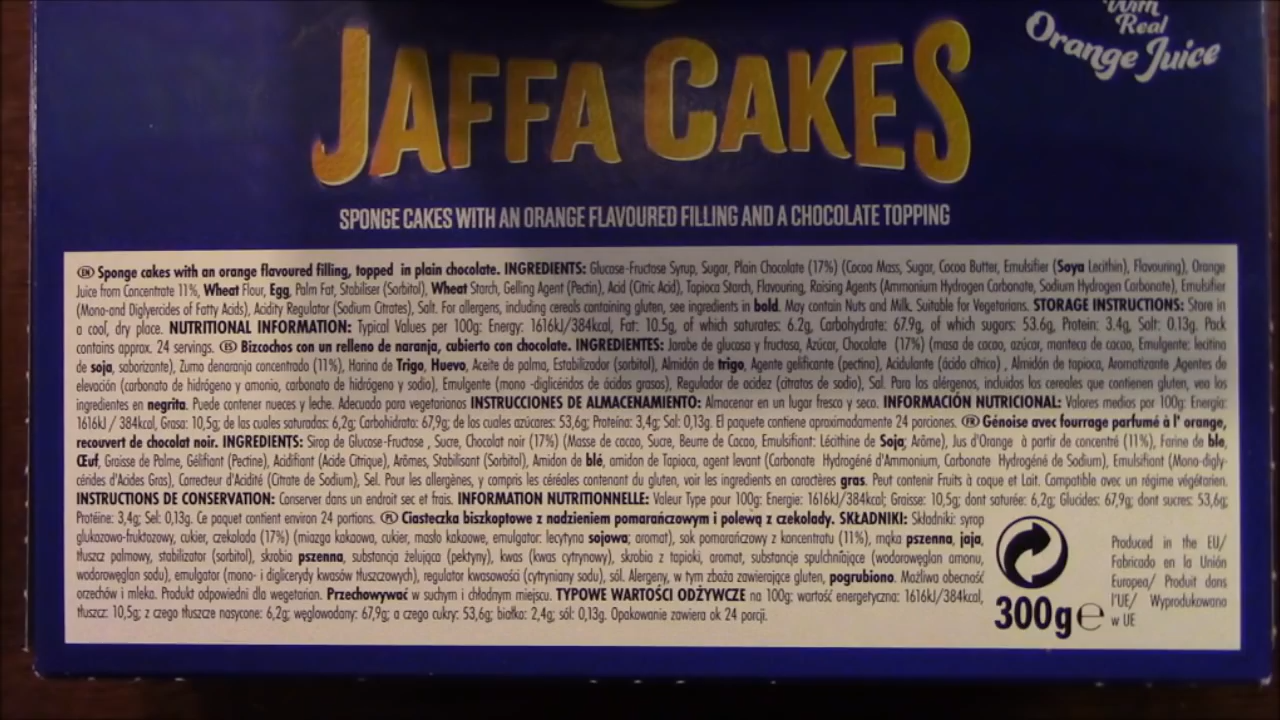 With
Real
Orange Juice
JAFFA CAKES
SPONGE CAKES WITH AN ORANGE FLAVOURED FILLING AND A CHOCOLATE TOPPING
(EN) Sponge cakes with an orange flavoured filling, topped in plain chocolate. INGREDIENTS: Glucose-Fructose Syrup, Sugar, Plain Chocolate (17%) (Cocoa Mass, Sugar, Cocoa Butter, Emulsifier (Soya Lecithin), Flavouring), Orange
Juice from Concentrate 11%, Wheat Flour, Egg, Palm Fat, Stabiliser (Sorbitol), Wheat Starch, Gelling Agent (Pectin), Acid (Citric Acid), Tapioca Starch, Flavouring, Raising Agents (Ammonium Hydrogen Carbonate, Sodium Hydrogen Carbonate), Emulsifier
(Mono-and Diglycerides of Fatty Acids), Acidity Regulator (Sodium Citrates), Salt. For allergens, including cereals containing gluten, see ingredients in bold. May contain Nuts and Milk. Suitable for Vegetarians. STORAGE INSTRUCTIONS: Store in
a cool, dry place. NUTRITIONAL INFORMATION: Typical Values per 100g: Energy: 1616kJ/384kcal, Fat: 10.5g, of which saturates: 6.2g, Carbohydrate: 67.9g, of which sugars: 53.6g, Protein: 3.4g, Salt: 0.13g. Pack
contains approx. 24 servings. (ES) Bizcochos con un relleno de naranja, cubierto con chocolate. INGREDIENTES: Jarabe de glucosa y fructosa, Azúcar, Chocolate (17%) (masa de cacao, azúcar, manteca de cacao, Emulgente: lecitina
de soja, saborizante), Zumo denaranja concentrado (11%), Harina de Trigo, Huevo, Aceite de palma, Estabilizador (sorbitol), Almidón de trigo, Agente gelificante (pectina), Acidulante (ácido cítrico) , Almidón de tapioca, Aromatizante ,Agentes de
elevación (carbonato de hidrógeno y amonio, carbonato de hidrógeno y sodio), Emulgente (mono -diglicéridos de ácidos grasos), Regulador de acidez (citratos de sodio), Sal. Para los alérgenos, incluidos los cereales que contienen gluten, vea los
ingredientes en negrita. Puede contener nueces y leche. Adecuado para vegetarianos INSTRUCCIONES DE ALMACENAMIENTO: Almacenar en un lugar fresco y seco. INFORMACIÓN NUTRICIONAL: Valores medios por 100g: Energía:
1616kJ / 384kcal, Grasa: 10,5g; de las cuales saturadas: 6,2g; Carbohidrato: 67,9g; de los cuales azúcares: 53,6g; Proteína: 3,4g; Sal: 0,13g. El paquete contiene aproximadamente 24 porciones. (FR) Génoise avec fourrage parfumé à l' orange,
recouvert de chocolat noir. INGREDIENTS: Sirop de Glucose-Fructose , Sucre, Chocolat noir (17%) (Masse de cacao, Sucre, Beurre de Cacao, Emulsifiant: Lécithine de Soja; Arôme), Jus d'Orange à partir de concentré (11%), Farine de ble,
Œuf, Graisse de Palme, Gélifiant (Pectine), Acidifiant (Acide Citrique), Arômes, Stabilisant (Sorbitol), Amidon de blé, amidon de Tapioca, agent levant (Carbonate Hydrogéné d'Ammonium, Carbonate Hydrogéné de Sodium), Emulsifiant (Mono-digly-
cérides d'Acides Gras), Correcteur d'Acidité (Citrate de Sodium), Sel. Pour les allergènes, y compris les céréales contenant du gluten, voir les ingredients en caractères gras. Peut contenir Fruits à coque et Lait. Compatible avec un régime végétarien.
INSTRUCTIONS DE CONSERVATION: Conserver dans un endroit sec et frais. INFORMATION NUTRITIONNELLE: Valeur Type pour 100g: Energie: 1616kJ/384kcal; Graisse: 10,5g; dont saturée: 6,2g; Glucides: 67,9g; dont sucres: 53,6g;
Protéine: 3,4g; Sel: 0,13g. Ce paquet contient environ 24 portions. (PL) Ciasteczka biszkoptowe z nadzieniem pomarańczowym i polewą z czekolady. SKŁADNIKI: Składniki: syrop
glukozowo-fruktozowy, cukier, czekolada (17%) (miazga kakaowa, cukier, masło kakaowe, emulgator: lecytyna sojowa; aromat), sok pomarańczowy z koncentratu (11%), mąka pszenna, jaja,
tłuszcz palmowy, stabilizator (sorbitol), skrobia pszenna, substancja żelująca (pektyny), kwas (kwas cytrynowy), skrobia z tapioki, aromat, substancje spulchniające (wodorowęglan amonu,
wodorowęglan sodu), emulgator (mono- i diglicerydy kwasów tłuszczowych), regulator kwasowości (cytryniany sodu), sól. Alergeny, w tym zboża zawierające gluten, pogrubiono. Możliwa obecność
orzechów i mleka. Produkt odpowiedni dla wegetarian. Przechowywać w suchym i chłodnym miejscu. TYPOWE WARTOŚCI ODŻYWCZE na 100g: wartość energetyczna: 1616kJ/384kcal,
tłuszcz: 10,5g; z czego tłuszcze nasycone: 6,2g; węglowodany: 67,9g; a czego cukry: 53,6g; białko: 2,4g; sól: 0,13g. Opakowanie zawiera ok 24 porcji.
300g e
Produced in the EU/
Fabricado en la Unión
Europea/ Produit dans
l'UE/ Wyprodukowano
w UE